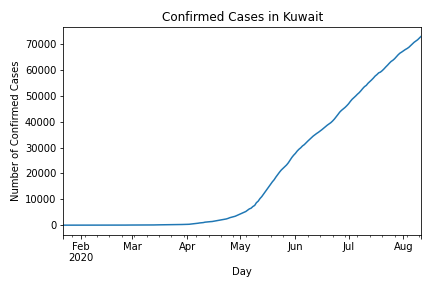 Confirmed Cases in Kuwait
Number of Confirmed Cases
70000
60000
50000
40000
30000
20000
10000
0
Feb Mar Apr May Jun Jul Aug
2020
Day